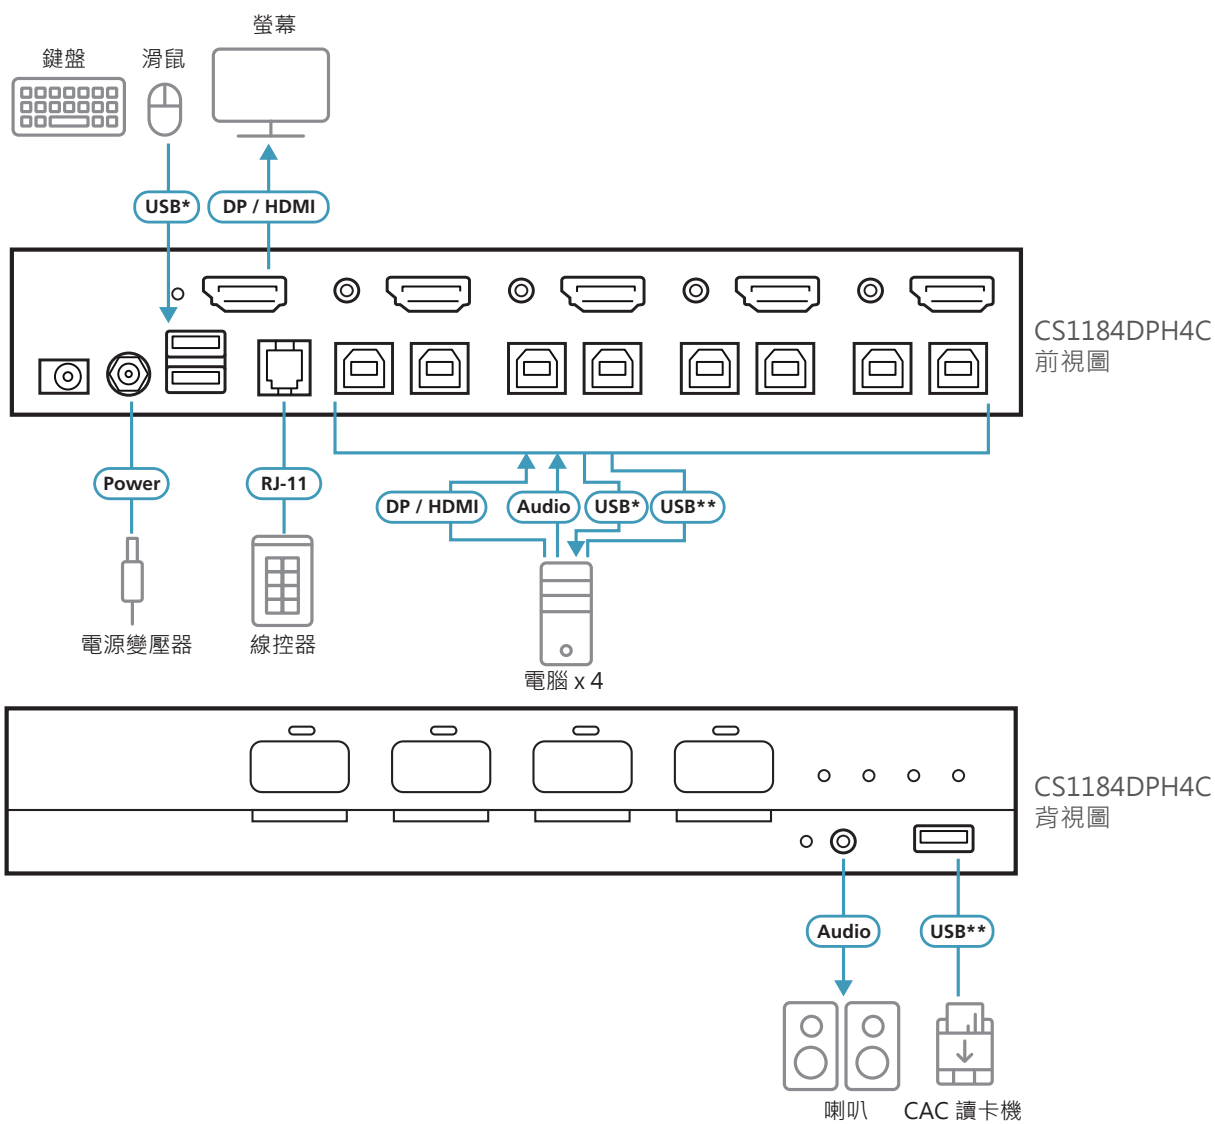 螢幕
鍵盤
滑鼠
USB*
DP / HDMI
CS1184DPH4C
前視圖
Power
RJ-11
DP / HDMI
Audio
USB*
USB**
電源變壓器
線控器
電腦 x 4
CS1184DPH4C
背視圖
Audio
USB**
喇叭
CAC 讀卡機